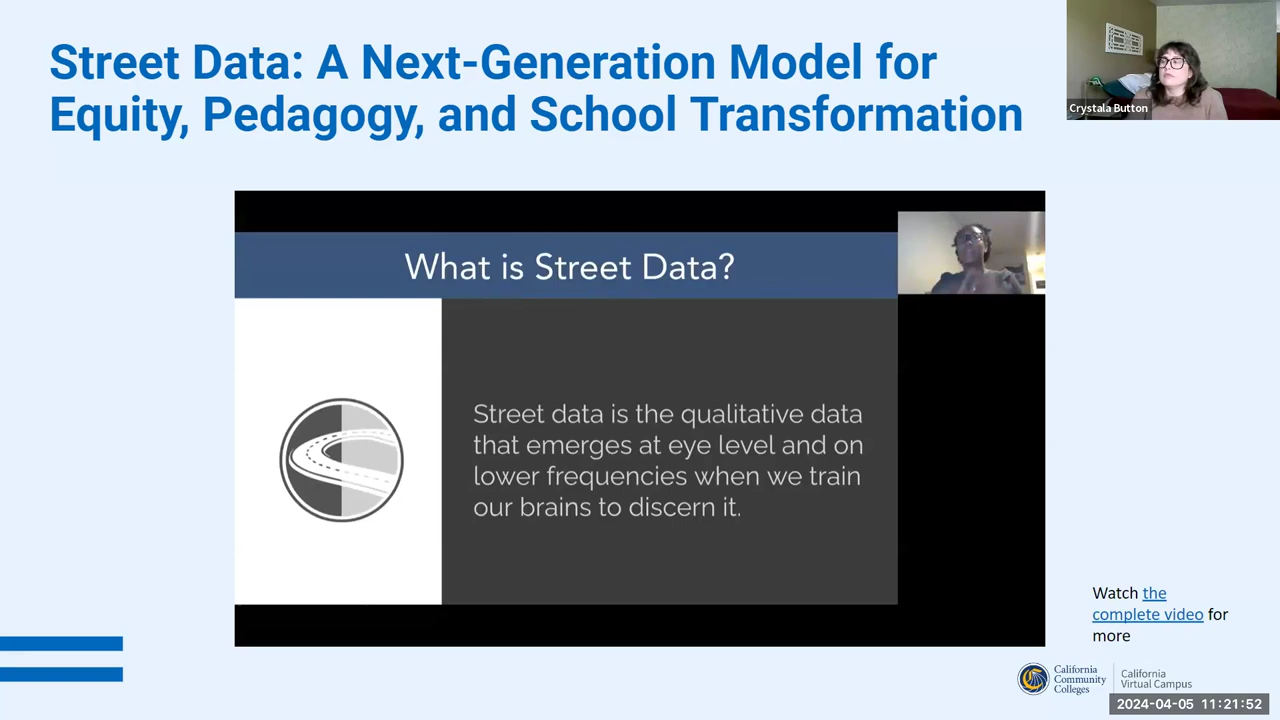 Street Data: A Next-Generation Model for
Equity, Pedagogy, and School Transformation
Crystala Button
What is Street Data?
Street data is the qualitative data
that emerges at eye level and on
lower frequencies when we train
our brains to discern it.
Watch the
complete video for
more
California
Community
Colleges
California
Virtual Campus
2024-04-05 11:21:52